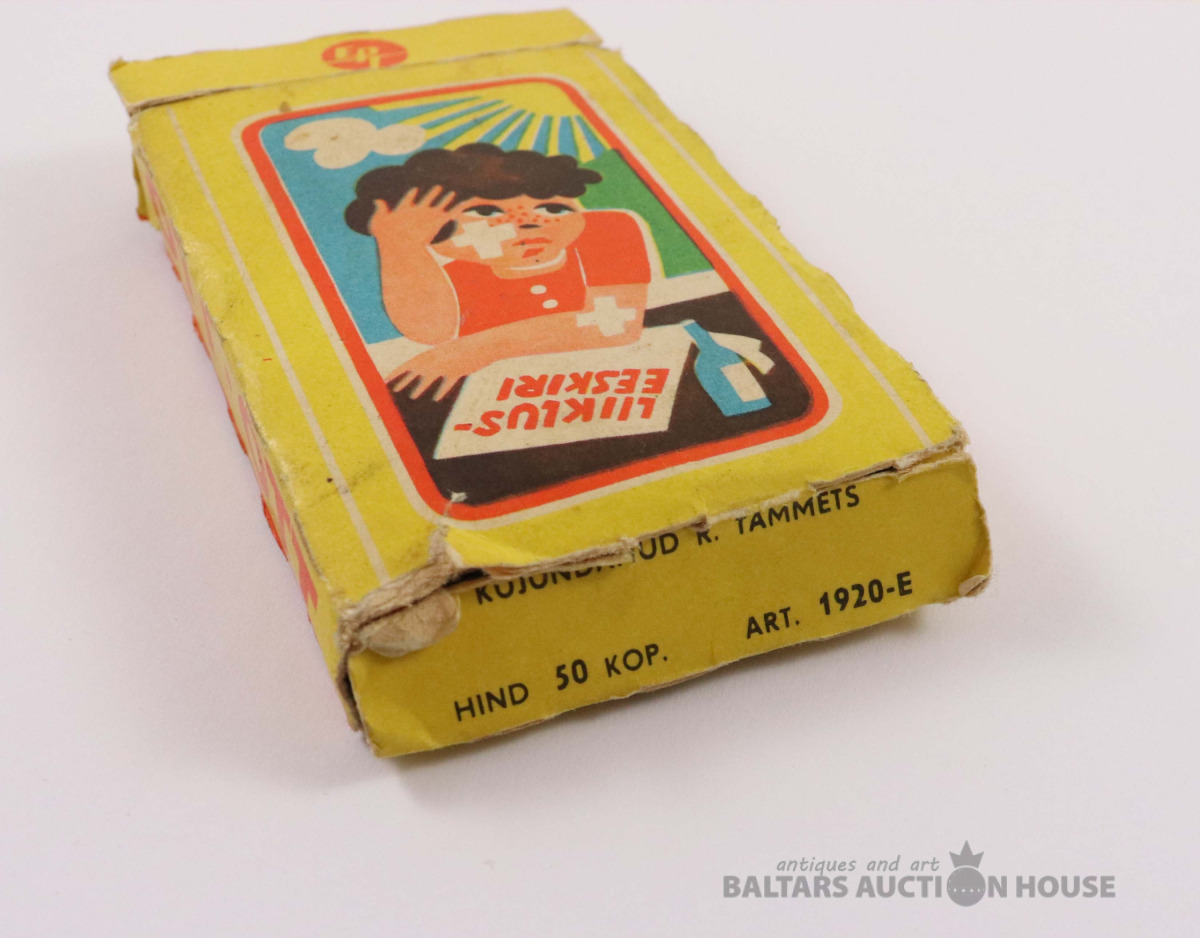 LIIKLUS-
EESKIRI
KUJUNDANUD R. TAMMETS
HIND 50 KOP. ART. 1920-E
antiques and art
BALTARS AUCTION HOUSE